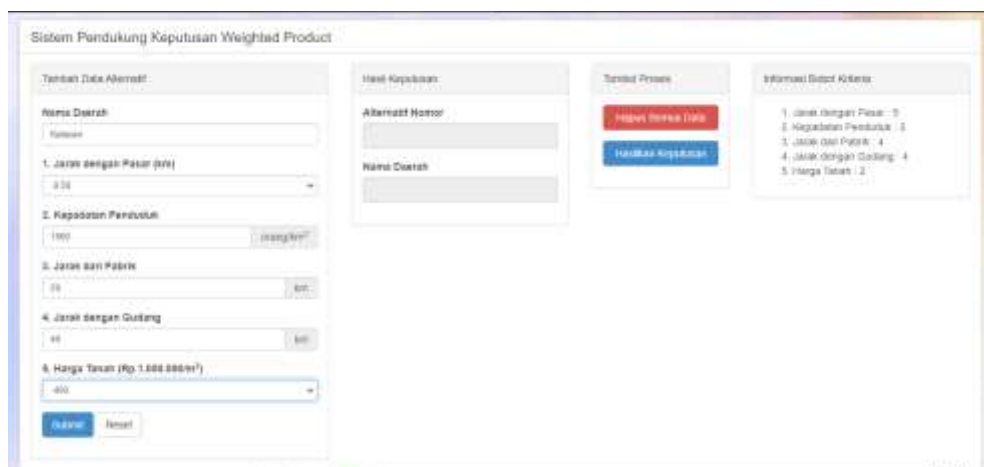 Sistem Pendukung Keputusan Weighted Product
Tambah Data Alternatif
Nama Daerah
1. Jarak dengan Pasar (km)
2. Kepadatan Penduduk
1000
orang/km²
3. Jarak dari Pabrik
km
4. Jarak dengan Gudang
km
5. Harga Tanah (Rp 1.000.000/m²)
Submit
Reset
Hasil Keputusan
Alternatif Nomor
Nama Daerah
Tombol Proses
Hapus Semua Data
Hasilkan Keputusan
Informasi Bobot Kriteria
1. Jarak dengan Pasar : 5
2. Kepadatan Penduduk : 3
3. Jarak dari Pabrik : 4
4. Jarak dengan Gudang : 4
5. Harga Tanah : 2